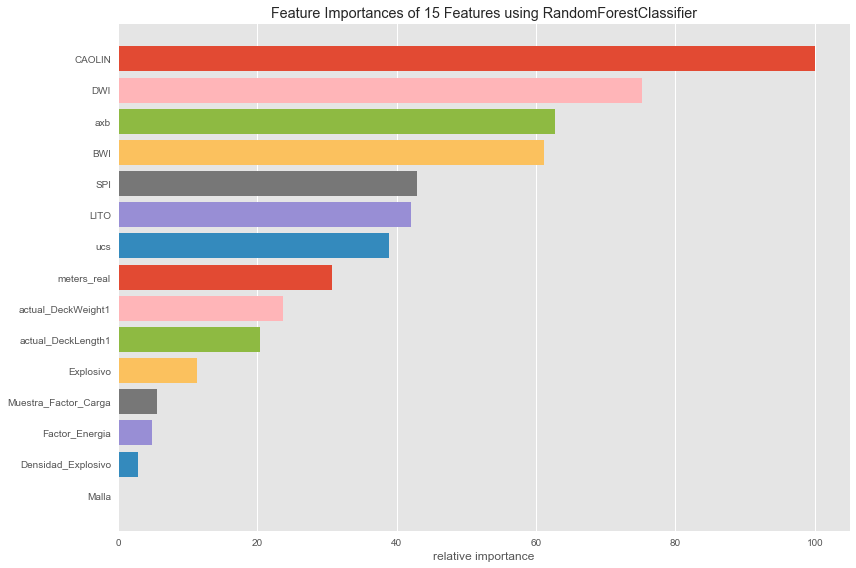 Feature Importances of 15 Features using RandomForestClassifier
CAOLIN
DWI
axb
BWI
SPI
LITO
ucs
meters_real
actual_DeckWeight1
actual_DeckLength1
Explosivo
Muestra_Factor_Carga
Factor_Energia
Densidad_Explosivo
Malla
0 20 40 60 80 100
relative importance